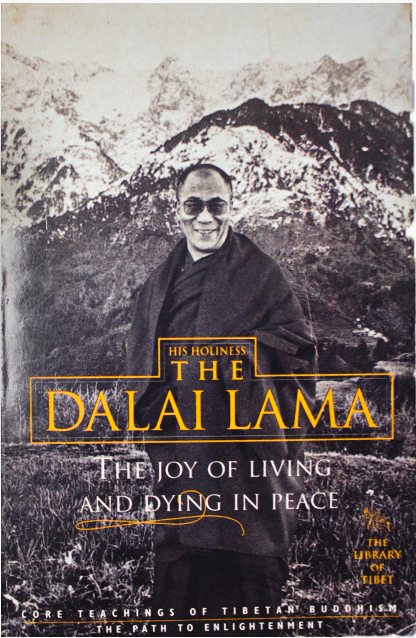 HIS HOLINESS
THE
DALAI LAMA
THE JOY OF LIVING
AND DYING IN PEACE
THE
LIBRARY
OF
TIBET
CORE TEACHINGS OF TIBETAN BUDDHISM
THE PATH TO ENLIGHTENMENT